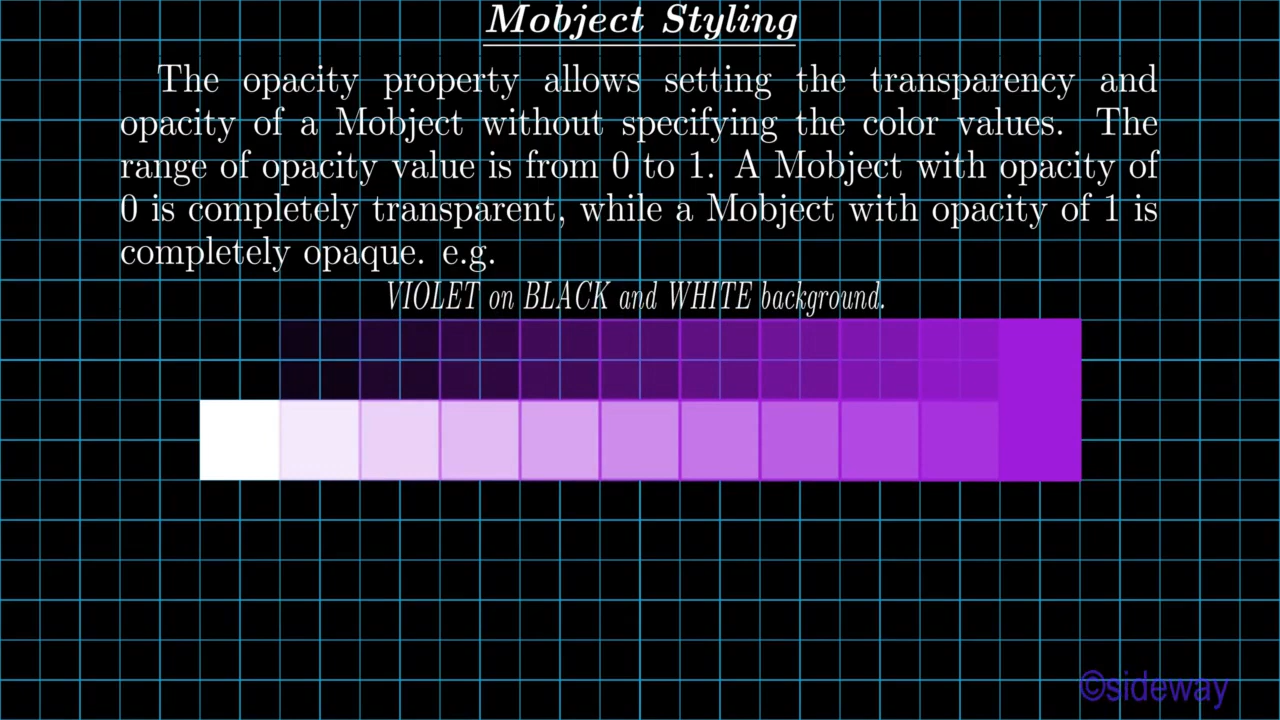 Mobject Styling
The opacity property allows setting the transparency and
opacity of a Mobject without specifying the color values. The
range of opacity value is from 0 to 1. A Mobject with opacity of
0 is completely transparent, while a Mobject with opacity of 1 is
completely opaque. e.g.
VIOLET on BLACK and WHITE background.
©sideway